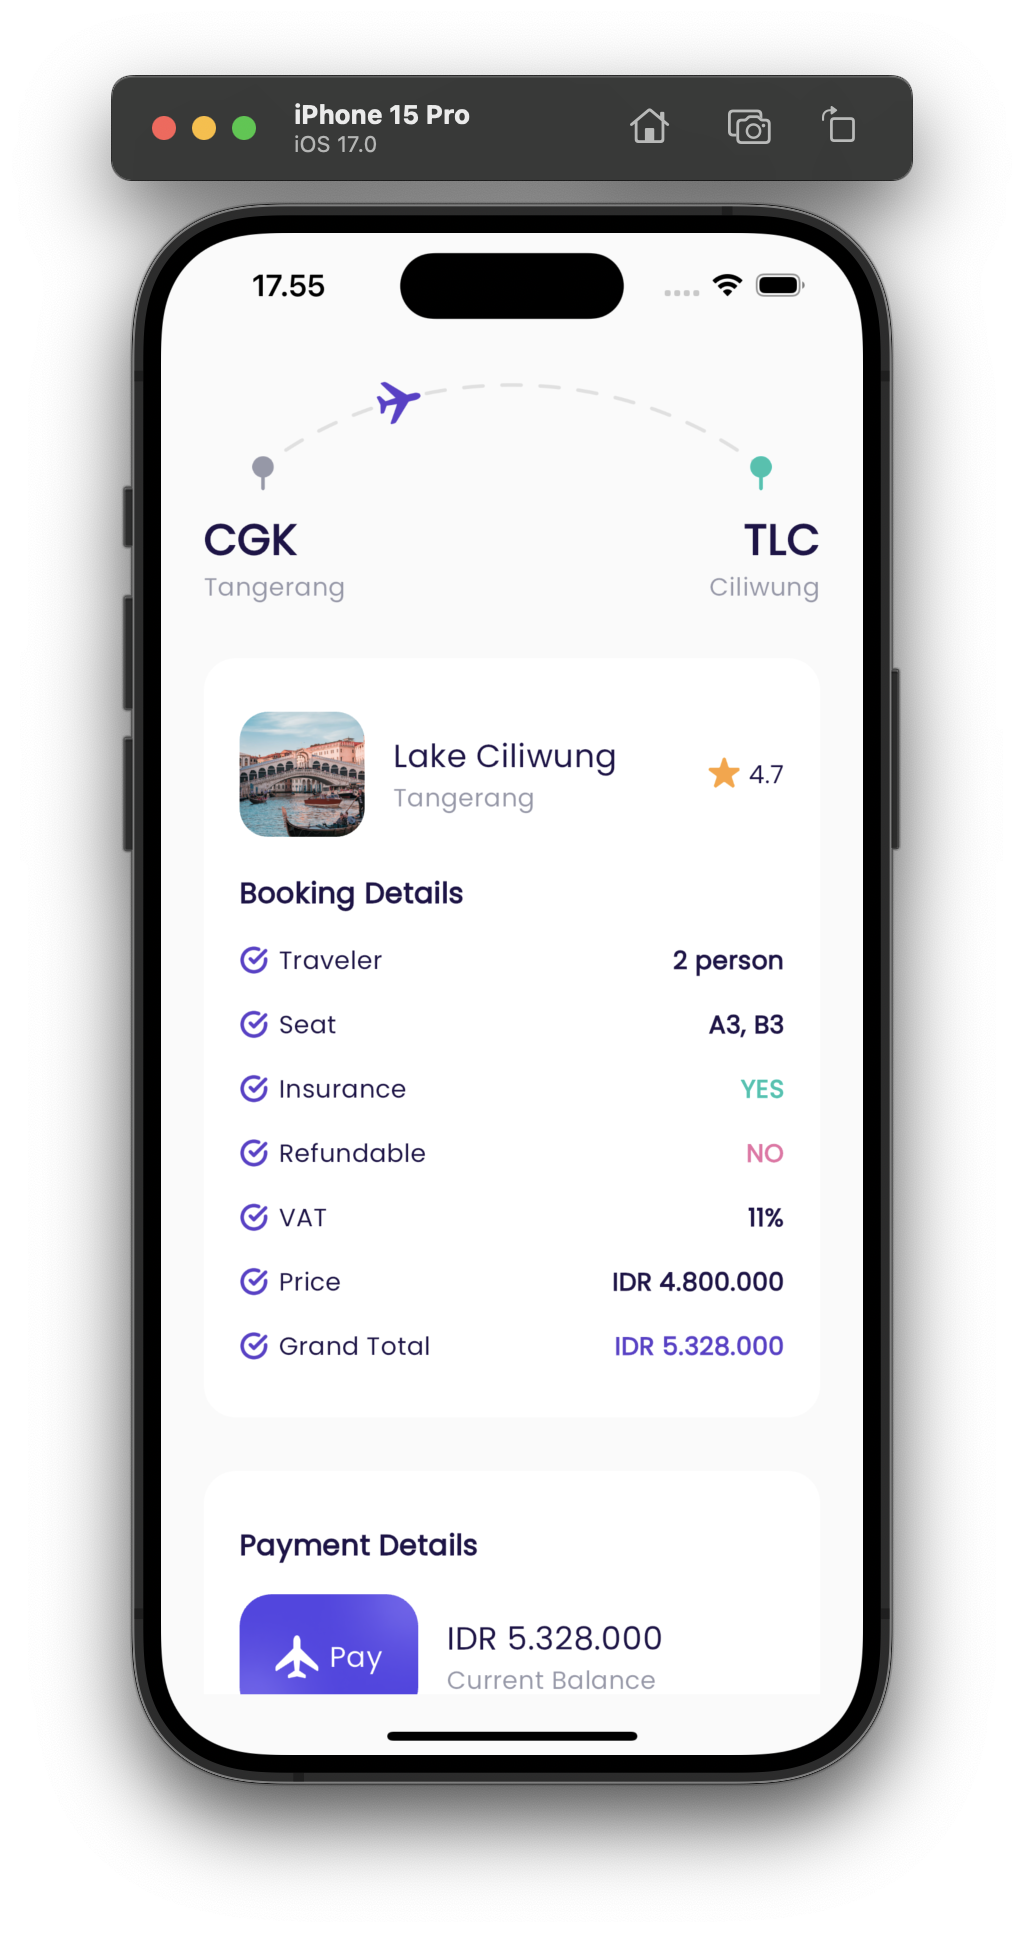 iPhone 15 Pro
iOS 17.0
17.55
CGK TLC
Tangerang Ciliwung
Lake Ciliwung
Tangerang
4.7
Booking Details
Traveler 2 person
Seat A3, B3
Insurance YES
Refundable NO
VAT 11%
Price IDR 4.800.000
Grand Total IDR 5.328.000
Payment Details
Pay
IDR 5.328.000
Current Balance